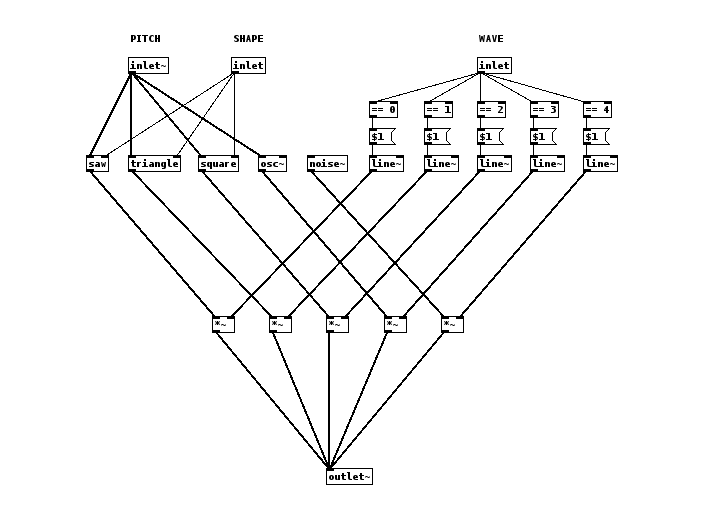 PITCH SHAPE WAVE
inlet~ inlet inlet
== 0 == 1 == 2 == 3 == 4
$1 $1 $1 $1 $1
saw triangle square osc~ noise~ line~ line~ line~ line~ line~
*~ *~ *~ *~ *~
outlet~